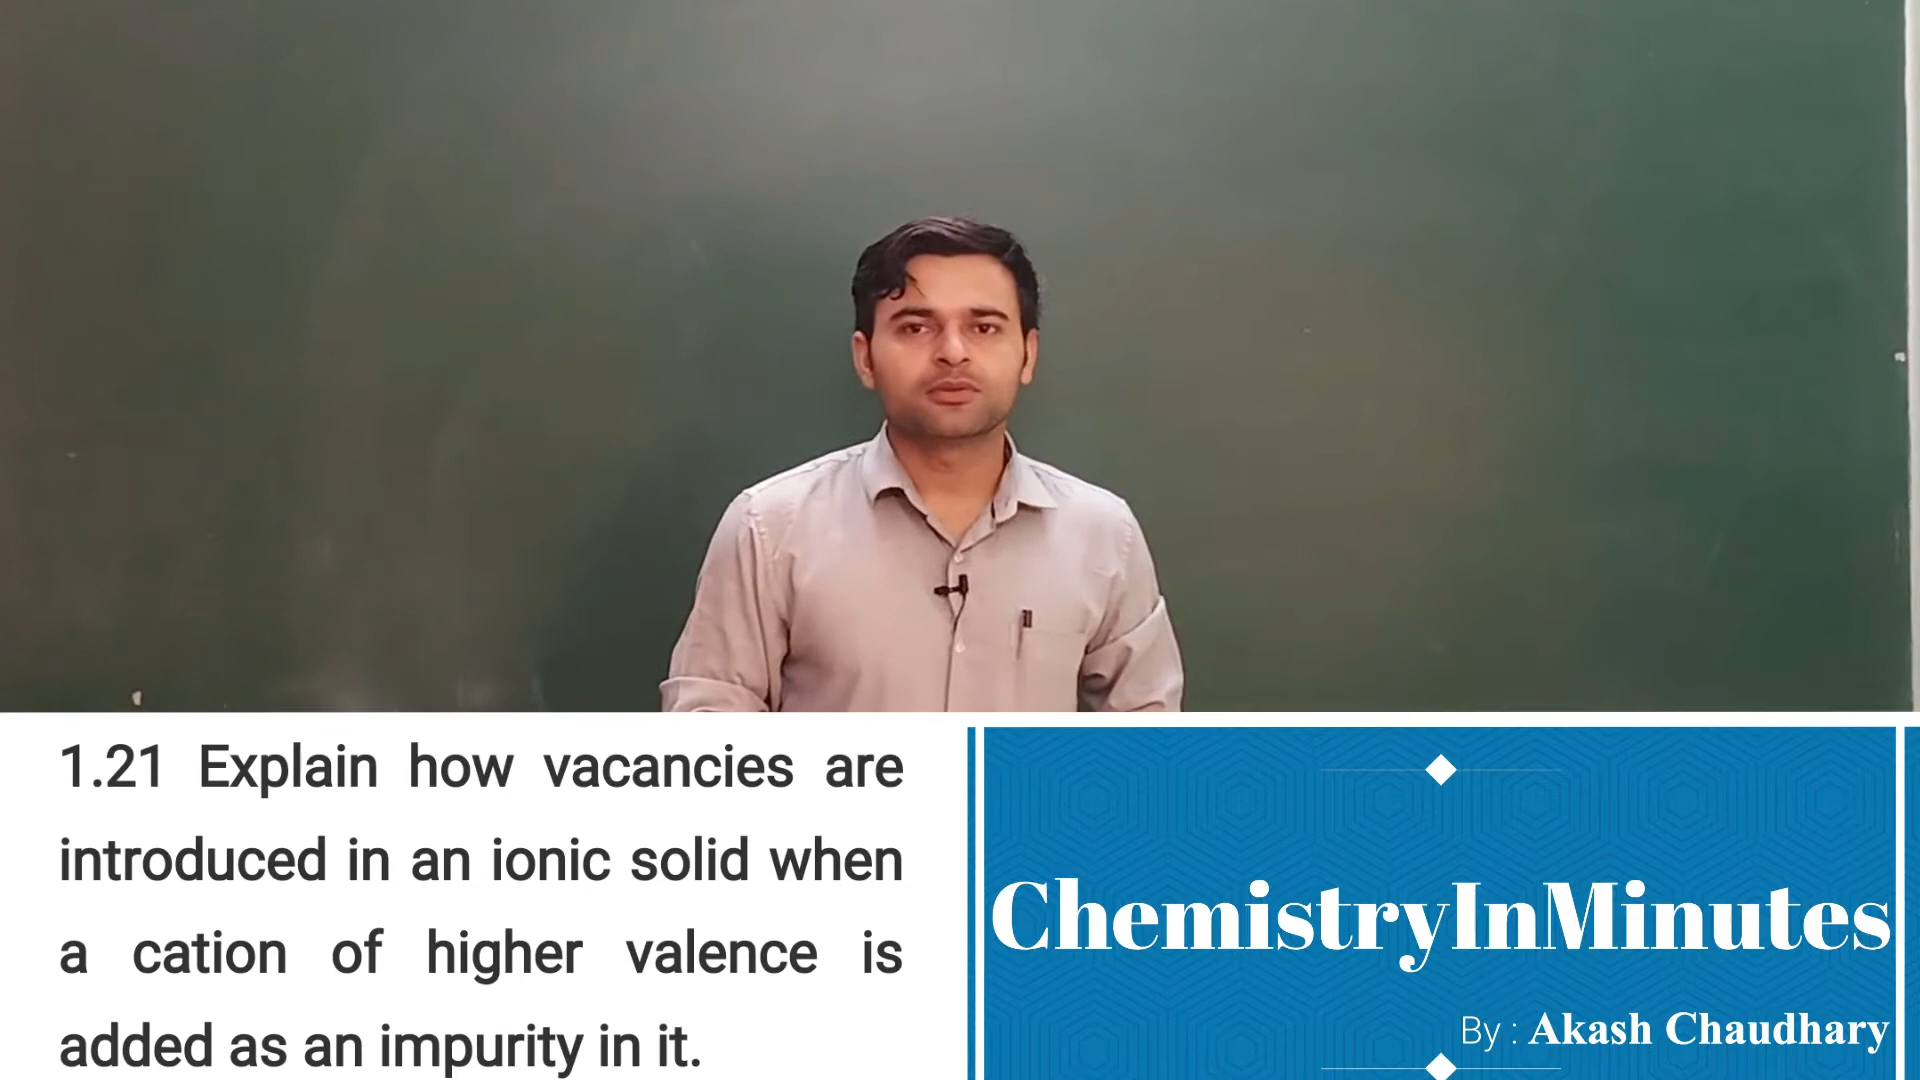 1.21 Explain how vacancies are
introduced in an ionic solid when
a cation of higher valence is
added as an impurity in it.
ChemistryInMinutes
By : Akash Chaudhary